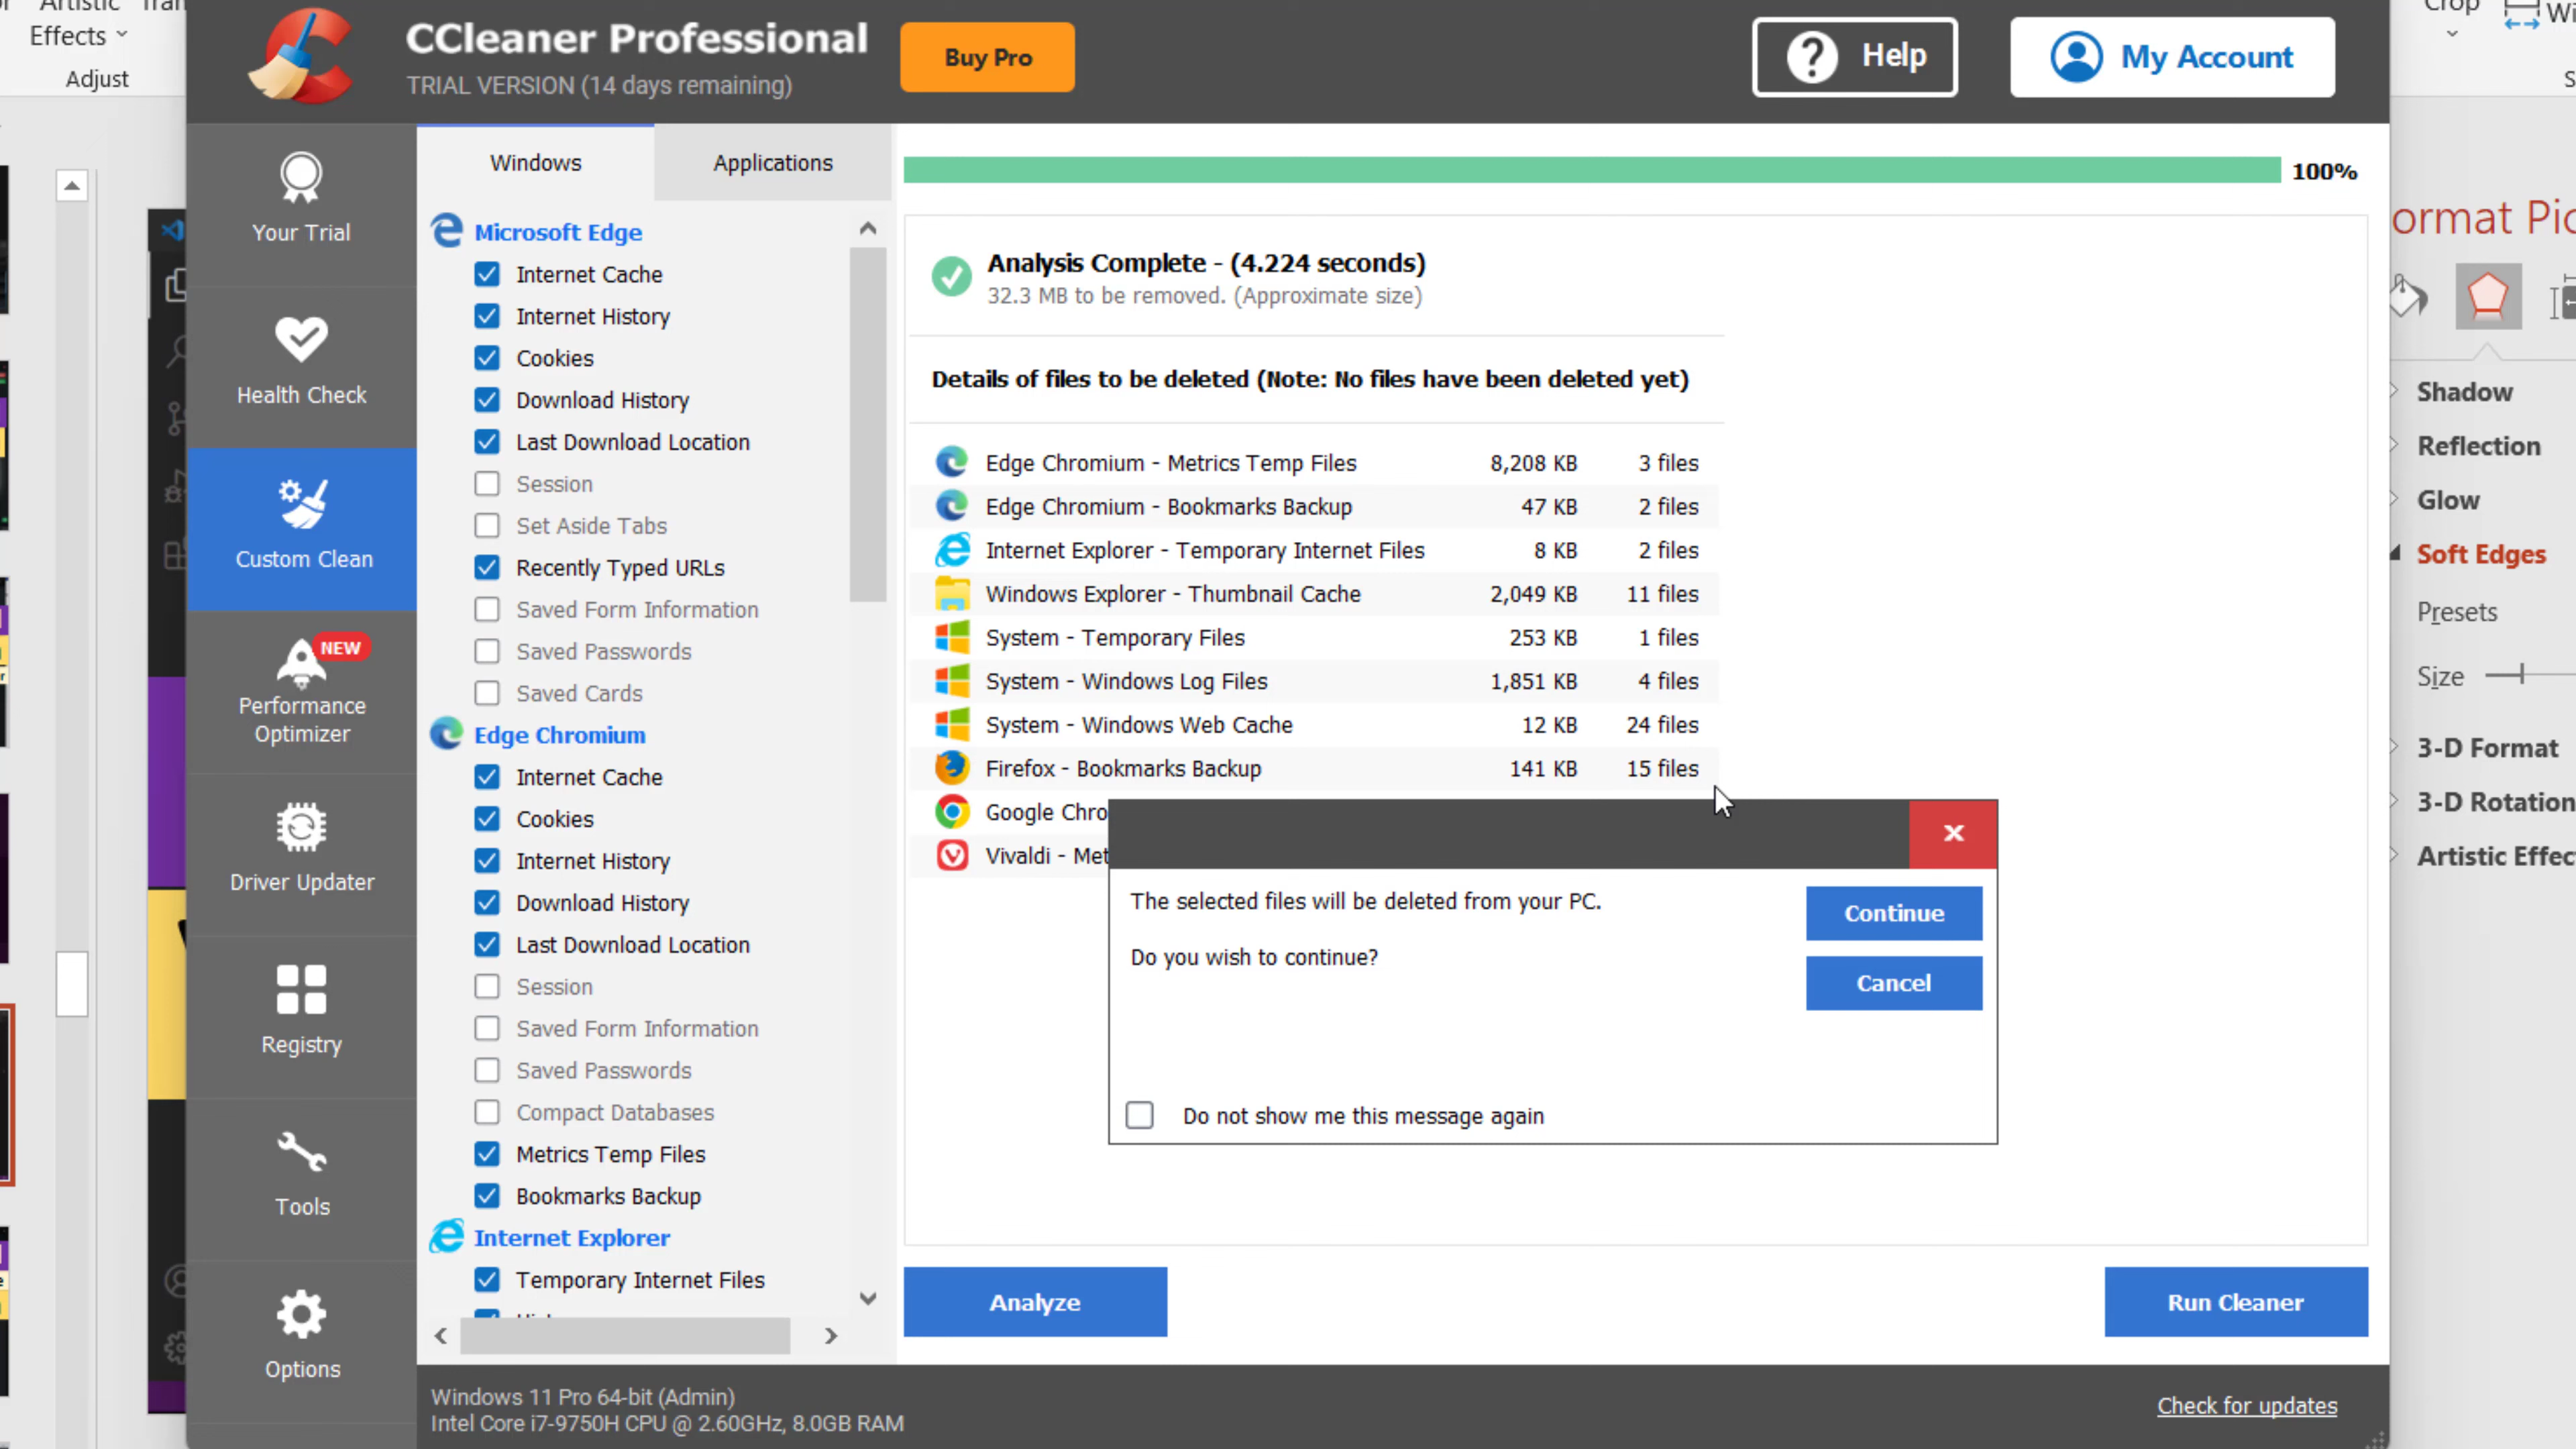 Artistic
Effects
Adjust
CCleaner Professional
TRIAL VERSION (14 days remaining)
Buy Pro
Help
My Account
Crop
Your Trial
Health Check
Custom Clean
NEW
Performance
Optimizer
Driver Updater
Registry
Tools
Options
Windows
Applications
Microsoft Edge
Internet Cache
Internet History
Cookies
Download History
Last Download Location
Session
Set Aside Tabs
Recently Typed URLs
Saved Form Information
Saved Passwords
Saved Cards
Edge Chromium
Internet Cache
Cookies
Internet History
Download History
Last Download Location
Session
Saved Form Information
Saved Passwords
Compact Databases
Metrics Temp Files
Bookmarks Backup
Internet Explorer
Temporary Internet Files
100%
Analysis Complete - (4.224 seconds)
32.3 MB to be removed. (Approximate size)
Details of files to be deleted (Note: No files have been deleted yet)
Edge Chromium - Metrics Temp Files 8,208 KB 3 files
Edge Chromium - Bookmarks Backup 47 KB 2 files
Internet Explorer - Temporary Internet Files 8 KB 2 files
Windows Explorer - Thumbnail Cache 2,049 KB 11 files
System - Temporary Files 253 KB 1 files
System - Windows Log Files 1,851 KB 4 files
System - Windows Web Cache 12 KB 24 files
Firefox - Bookmarks Backup 141 KB 15 files
Google Chro
Vivaldi - Met
The selected files will be deleted from your PC.
Do you wish to continue?
Continue
Cancel
Do not show me this message again
Analyze
Run Cleaner
Windows 11 Pro 64-bit (Admin)
Intel Core i7-9750H CPU @ 2.60GHz, 8.0GB RAM
Check for updates
ormat Pic
Shadow
Reflection
Glow
Soft Edges
Presets
Size
3-D Format
3-D Rotation
Artistic Effec